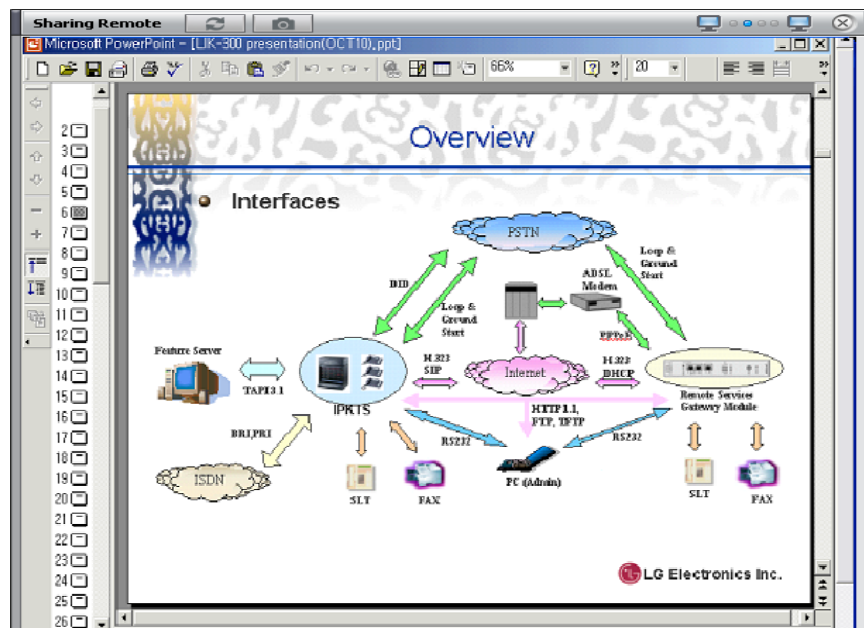 Sharing Remote
Microsoft PowerPoint - [LIK-300 presentation(OCT10).ppt]
66%
20
2
3
4
5
6
7
8
9
10
11
12
13
14
15
16
17
18
19
20
21
22
23
24
25
26
Overview
Interfaces
PSTN
DID
Loop &
Ground
Start
ADSL
Modem
Loop &
Ground
Start
PPPoE
Feature Server
TAPI 3.1
IPKTS
H.323
SIP
Internet
H.323
DHCP
Remote Services
Gateway Module
HTTP 1.1,
FTP, TFTP
BRI,PRI
RS232
RS232
ISDN
SLT
FAX
PC (Admin)
SLT
FAX
LG Electronics Inc.